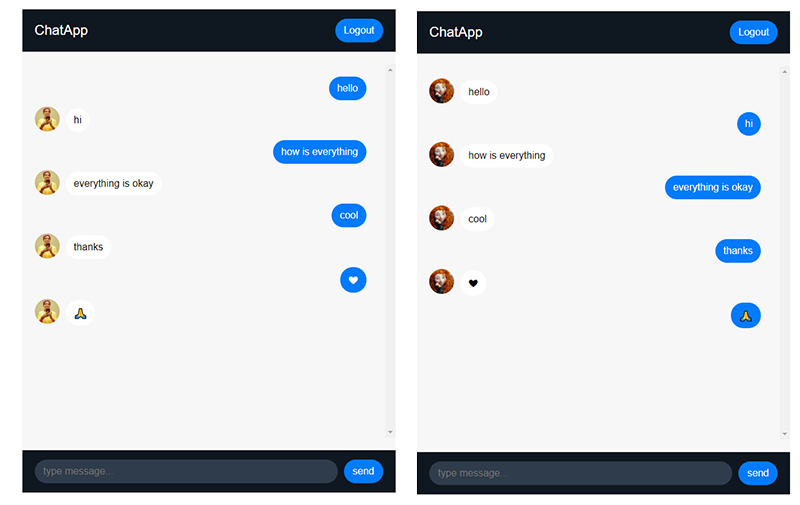 ChatApp
Logout
hello
hi
how is everything
everything is okay
cool
thanks
♥
🙏
type message...
send
ChatApp
Logout
hello
hi
how is everything
everything is okay
cool
thanks
♥
🙏
type message...
send